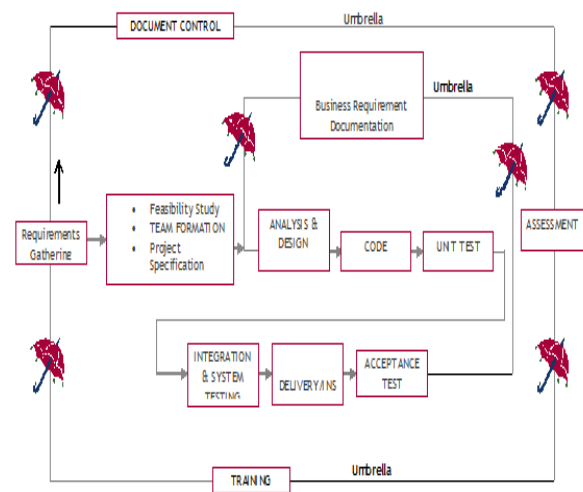 DOCUMENT CONTROL
Umbrella
Umbrella
Business Requirement
Documentation
Requirements
Gathering
• Feasibility Study
• TEAM FORMATION
• Project
Specification
ANALYSIS &
DESIGN
CODE
UNIT TEST
ASSESSMENT
INTEGRATION
& SYSTEM
TESTING
DELIVERY/INS
ACCEPTANCE
TEST
TRAINING
Umbrella